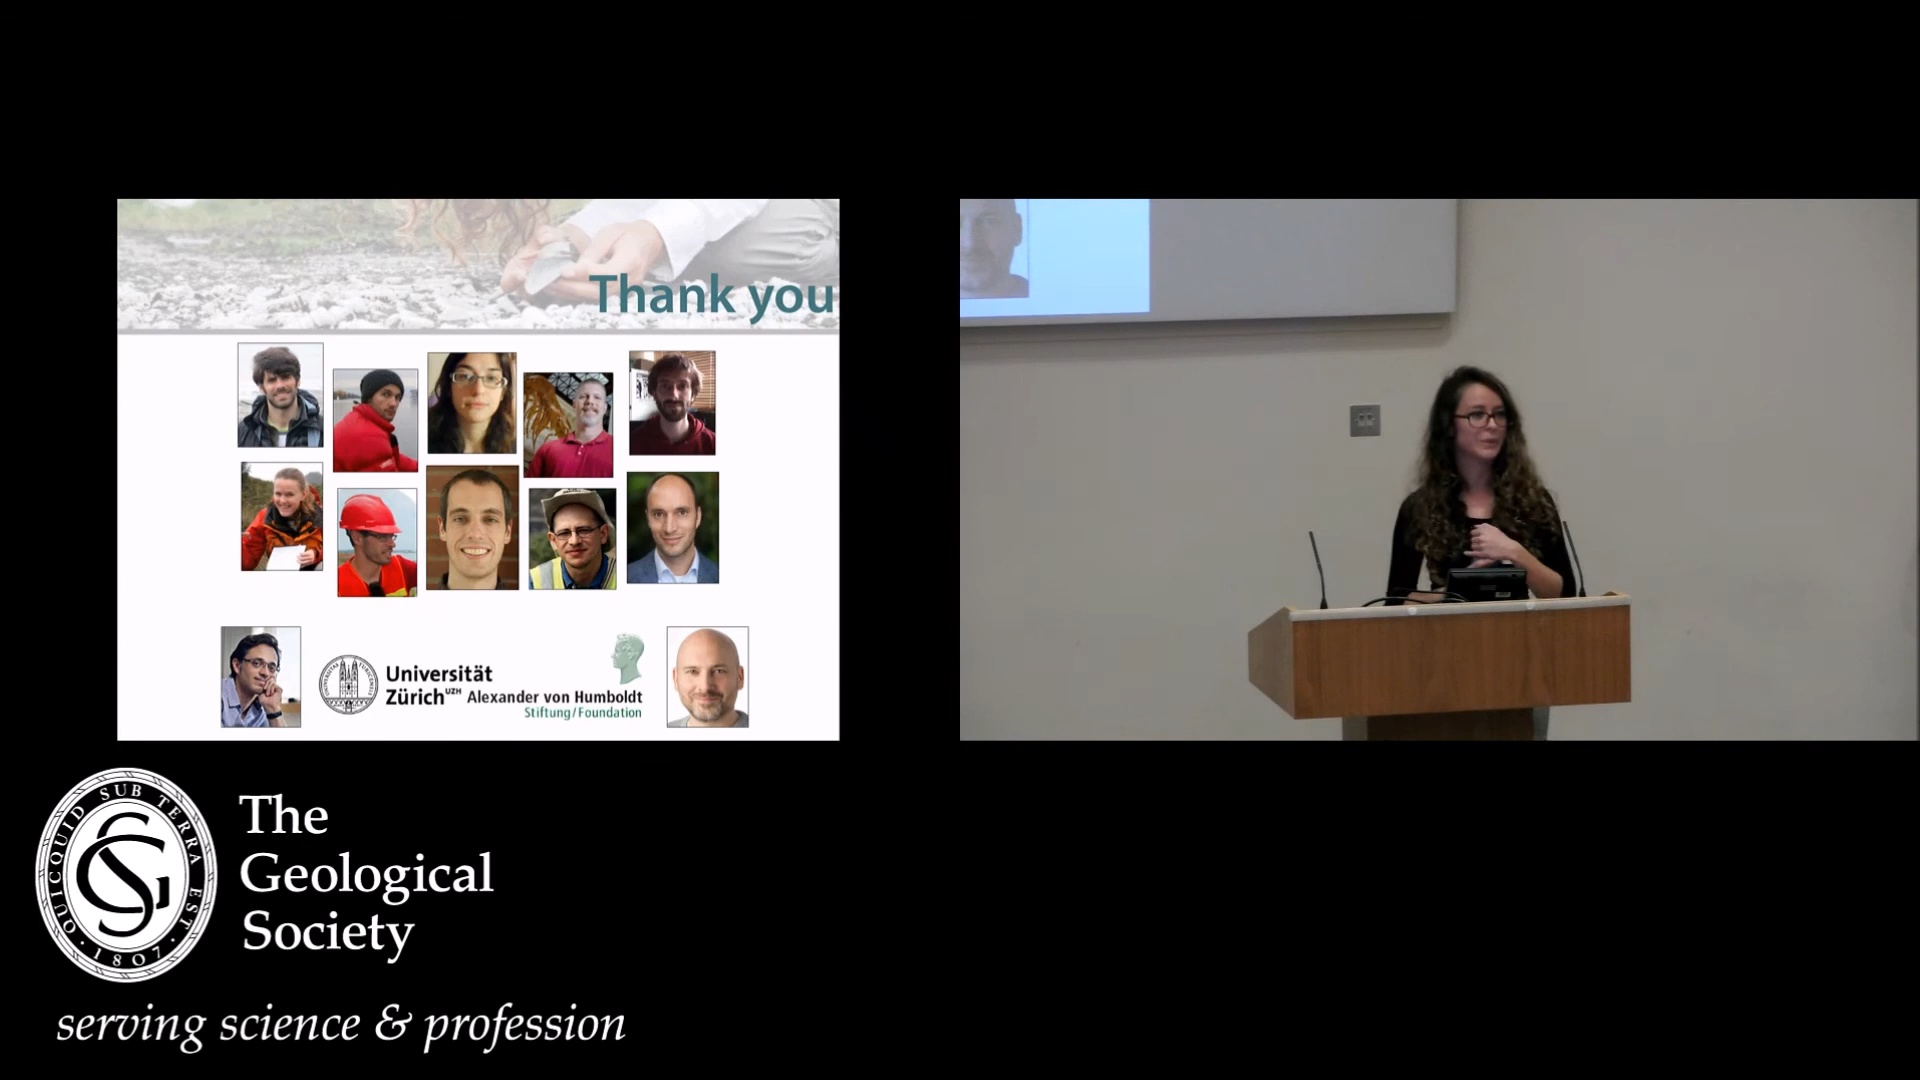 Thank you
Universität
Zürich UZH
Alexander von Humboldt
Stiftung/Foundation
QUICQUID SUB TERRA EST
· 1807 ·
The
Geological
Society
serving science & profession